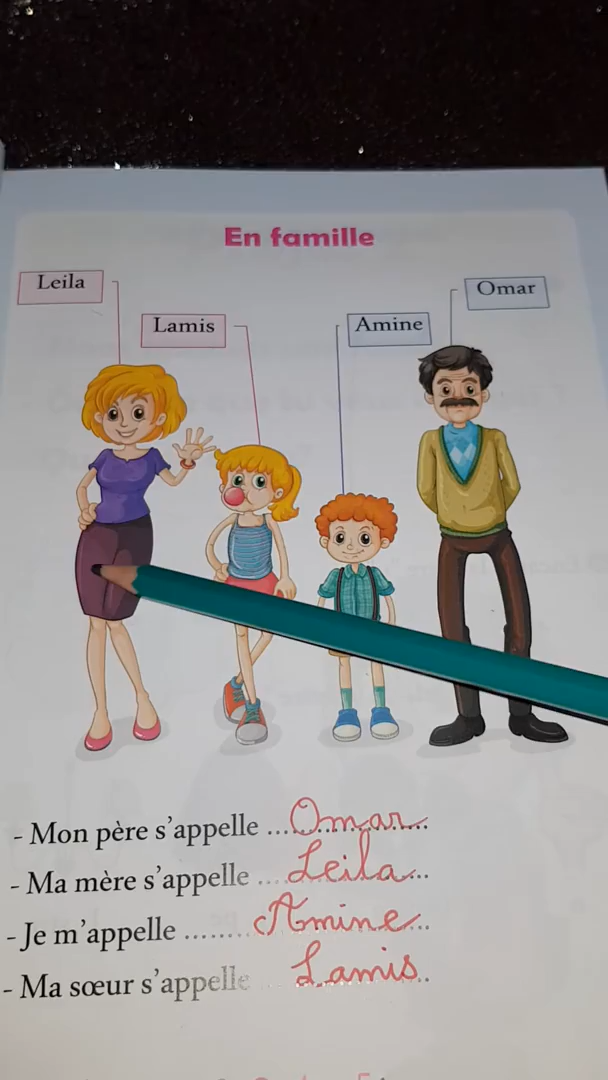 En famille
Leila
Lamis
Amine
Omar
- Mon père s'appelle ....Omar..
- Ma mère s'appelle ....Leila...
- Je m'appelle ........Amine..
- Ma sœur s'appelle .. Lamis..